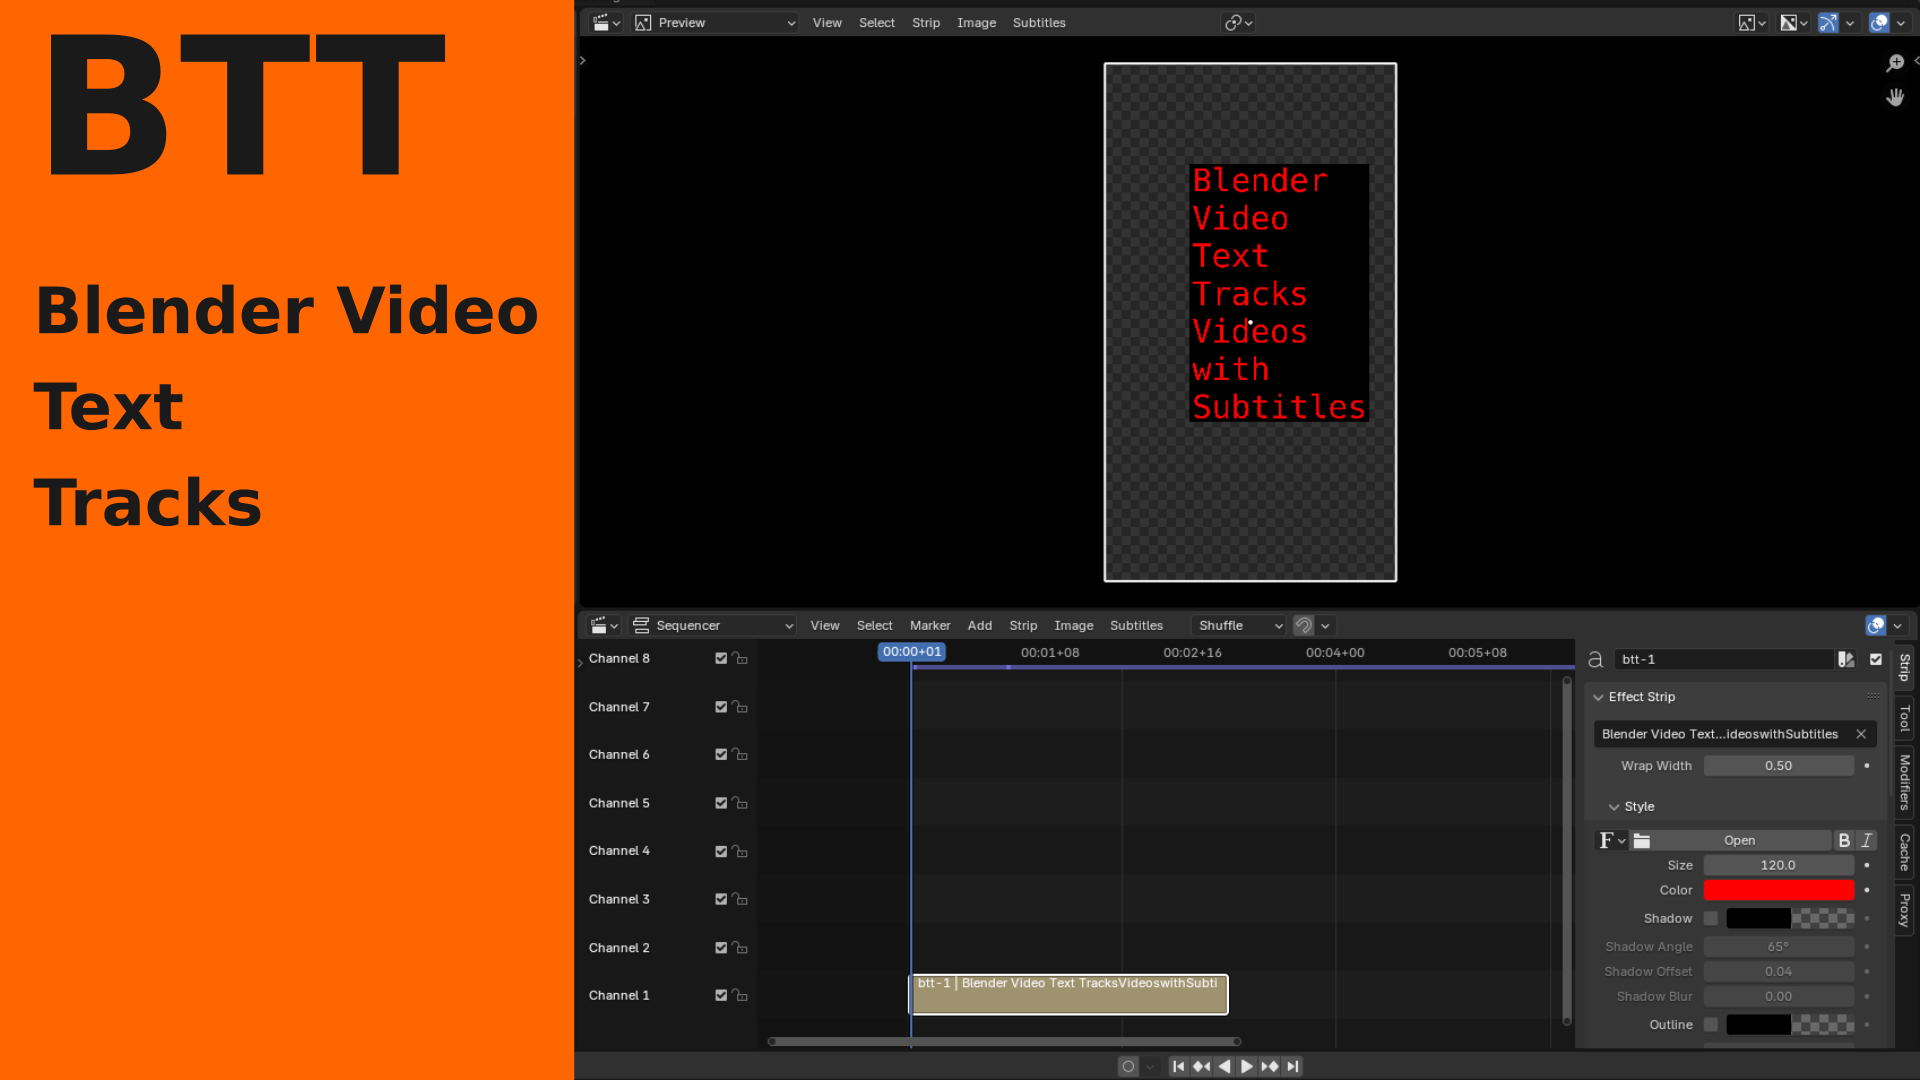 BTT
Blender Video
Text
Tracks
Preview View Select Strip Image Subtitles
Blender
Video
Text
Tracks
Videos
with
Subtitles
Sequencer View Select Marker Add Strip Image Subtitles Shuffle
00:00+01 00:01+08 00:02+16 00:04+00 00:05+08
Channel 8
Channel 7
Channel 6
Channel 5
Channel 4
Channel 3
Channel 2
Channel 1
btt-1 | Blender Video Text TracksVideoswithSubti
btt-1
Effect Strip
Blender Video Text...ideoswithSubtitles
Wrap Width 0.50
Style
F Open B I
Size 120.0
Color
Shadow
Shadow Angle 65°
Shadow Offset 0.04
Shadow Blur 0.00
Outline
Strip
Tool
Modifiers
Cache
Proxy